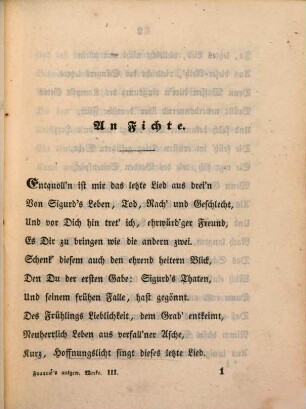 An Fichte.
Entquoll'n ist mir das letzte Lied aus drei'n
Von Sigurd's Leben, Tod, Rach' und Geschlecht,
Und vor Dich hin tret' ich, ehrwürd'ger Freund,
Es Dir zu bringen wie die andern zwei.
Schenk' diesem auch den ehrend heitern Blick,
Den Du der ersten Gabe: Sigurd's Thaten,
Und seinem frühen Falle, hast gegönnt.
Des Frühlings Lieblichkeit, dem Grab' entkeimt,
Neuherrlich Leben aus verfall'ner Asche,
Kurz, Hoffnungslicht singt dieses letzte Lied.
Fouqué's ausgew. Werke. III. 1